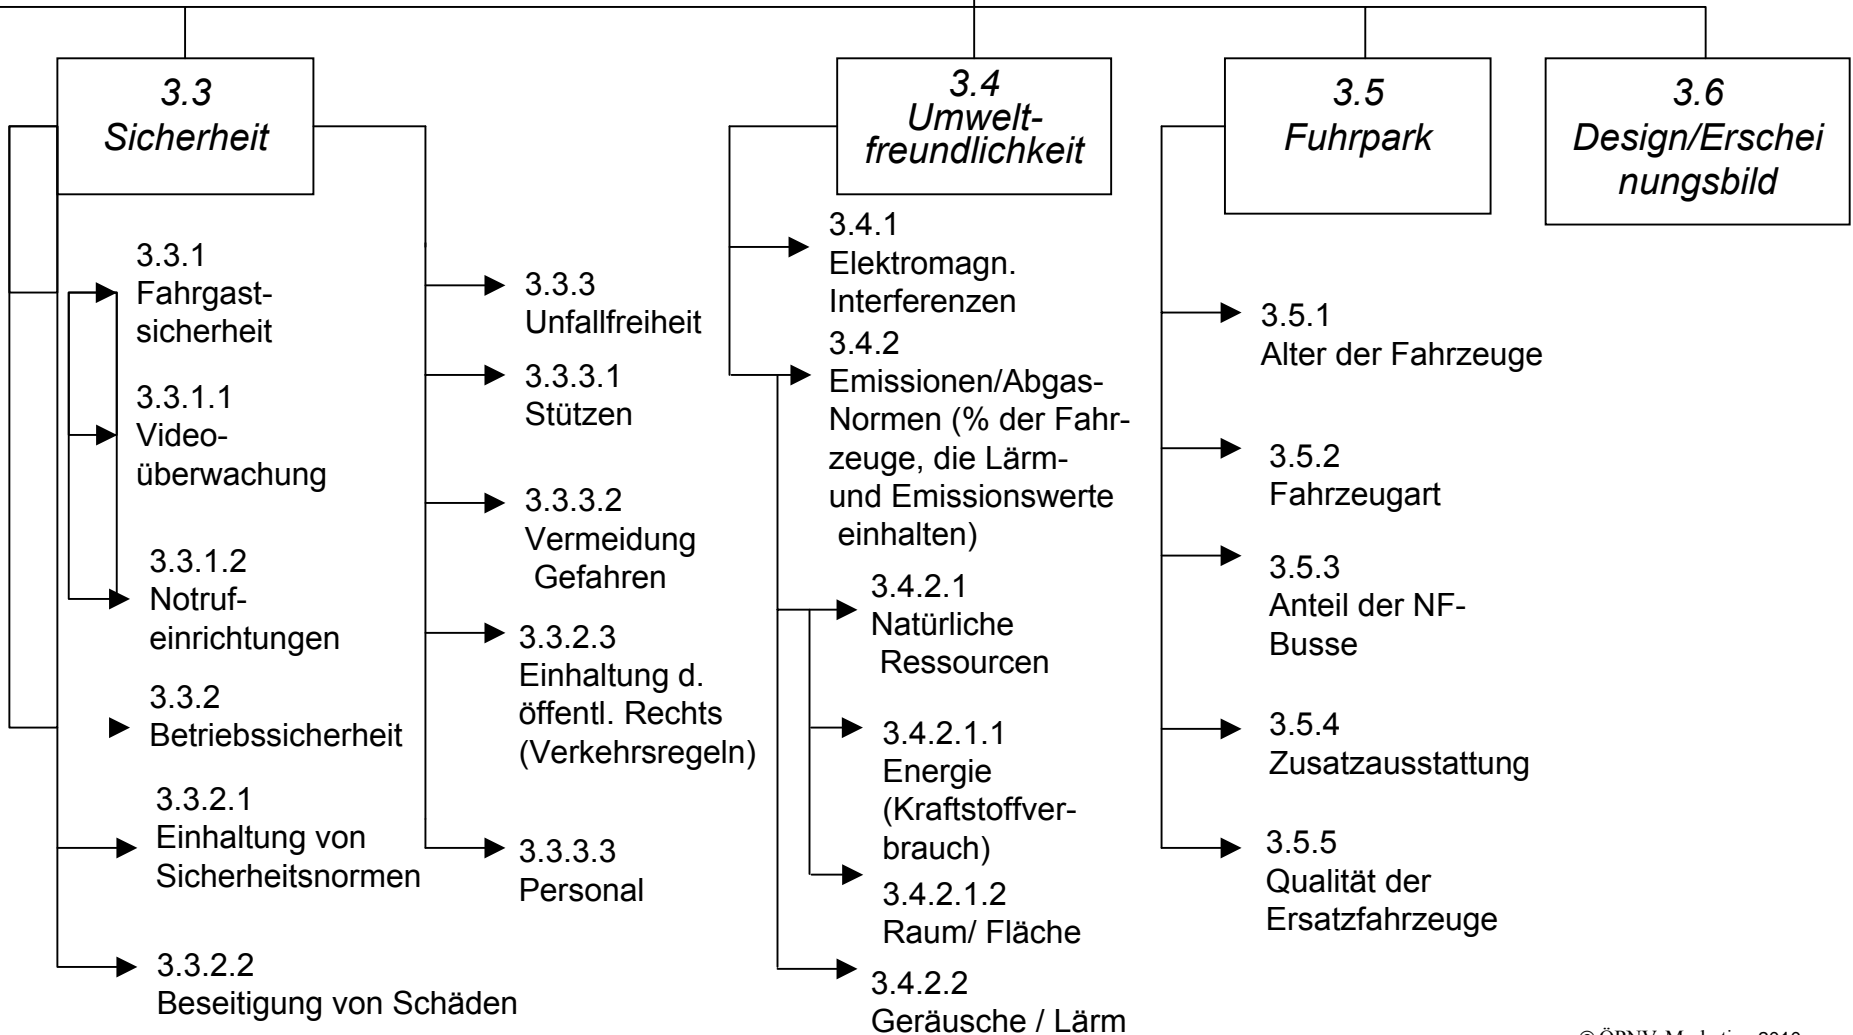 3.3
Sicherheit
3.3.1
Fahrgast-
sicherheit
3.3.1.1
Video-
überwachung
3.3.1.2
Notruf-
einrichtungen
3.3.2
Betriebssicherheit
3.3.2.1
Einhaltung von
Sicherheitsnormen
3.3.2.2
Beseitigung von Schäden
3.3.3
Unfallfreiheit
3.3.3.1
Stützen
3.3.3.2
Vermeidung
Gefahren
3.3.2.3
Einhaltung d.
öffentl. Rechts
(Verkehrsregeln)
3.3.3.3
Personal
3.4
Umwelt-
freundlichkeit
3.4.1
Elektromagn.
Interferenzen
3.4.2
Emissionen/Abgas-
Normen (% der Fahr-
zeuge, die Lärm-
und Emissionswerte
einhalten)
3.4.2.1
Natürliche
Ressourcen
3.4.2.1.1
Energie
(Kraftstoffver-
brauch)
3.4.2.1.2
Raum/ Fläche
3.4.2.2
Geräusche / Lärm
3.5
Fuhrpark
3.5.1
Alter der Fahrzeuge
3.5.2
Fahrzeugart
3.5.3
Anteil der NF-
Busse
3.5.4
Zusatzausstattung
3.5.5
Qualität der
Ersatzfahrzeuge
3.6
Design/Erschei
nungsbild